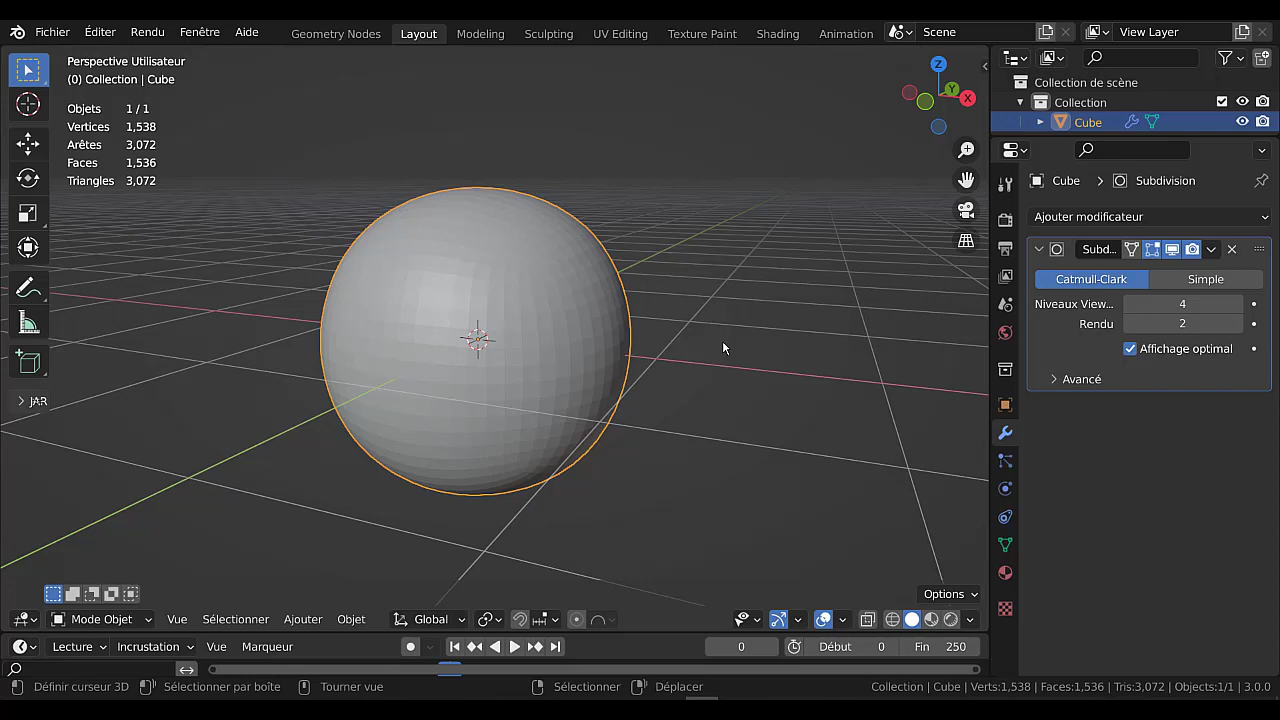 Fichier Éditer Rendu Fenêtre Aide Geometry Nodes Layout Modeling Sculpting UV Editing Texture Paint Shading Animation Scene View Layer
Perspective Utilisateur
(0) Collection | Cube
Objets 1 / 1
Vertices 1,538
Arêtes 3,072
Faces 1,536
Triangles 3,072
JAR
Z
Y
X
Options
Mode Objet Vue Sélectionner Ajouter Objet Global
Lecture Incrustation Vue Marqueur 0 Début 0 Fin 250
Collection de scène
Collection
Cube
Cube Subdivision
Ajouter modificateur
Subd...
Catmull-Clark Simple
Niveaux View... 4
Rendu 2
Affichage optimal
Avancé
Définir curseur 3D Sélectionner par boîte Tourner vue Sélectionner Déplacer Collection | Cube | Verts:1,538 | Faces:1,536 | Tris:3,072 | Objects:1/1 | 3.0.0